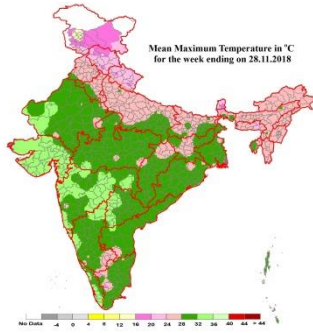 Mean Maximum Temperature in °C
for the week ending on 28.11.2018
No Data -4 0 4 8 12 16 20 24 28 32 36 40 44 > 44